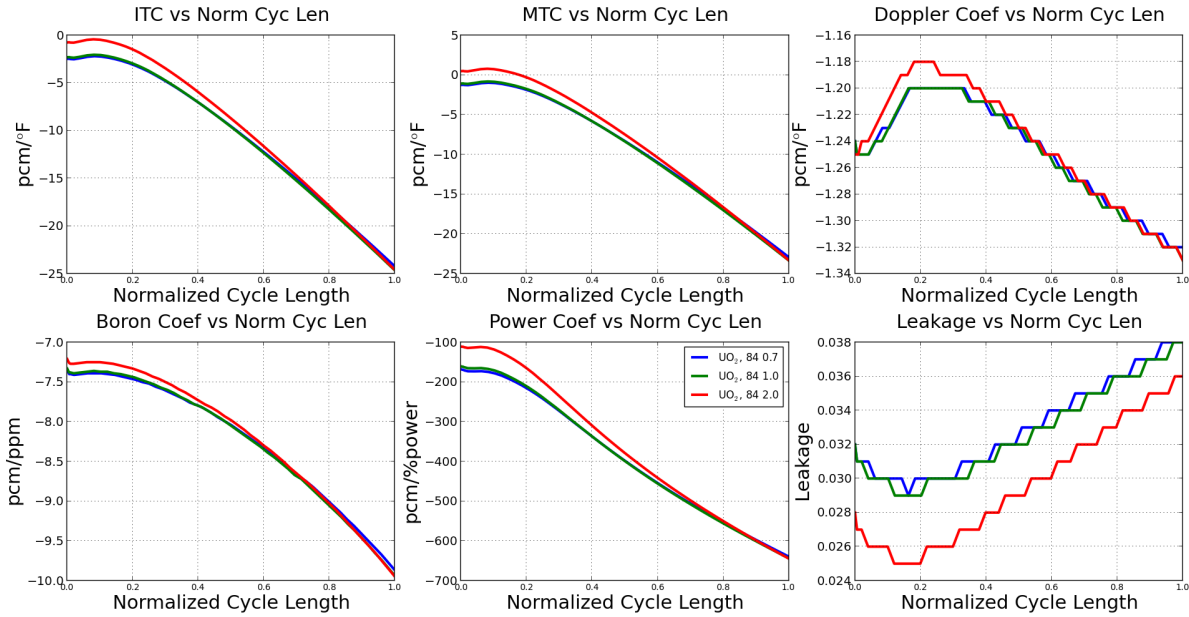 ITC vs Norm Cyc Len
pcm/°F
0
−5
−10
−15
−20
−25
0.0 0.2 0.4 0.6 0.8 1.0
Normalized Cycle Length
MTC vs Norm Cyc Len
pcm/°F
5
0
−5
−10
−15
−20
−25
0.0 0.2 0.4 0.6 0.8 1.0
Normalized Cycle Length
Doppler Coef vs Norm Cyc Len
pcm/°F
−1.16
−1.18
−1.20
−1.22
−1.24
−1.26
−1.28
−1.30
−1.32
−1.34
0.0 0.2 0.4 0.6 0.8 1.0
Normalized Cycle Length
Boron Coef vs Norm Cyc Len
pcm/ppm
−7.0
−7.5
−8.0
−8.5
−9.0
−9.5
−10.0
0.0 0.2 0.4 0.6 0.8 1.0
Normalized Cycle Length
Power Coef vs Norm Cyc Len
pcm/%power
−100
−200
−300
−400
−500
−600
−700
UO₂, 84 0.7
UO₂, 84 1.0
UO₂, 84 2.0
0.0 0.2 0.4 0.6 0.8 1.0
Normalized Cycle Length
Leakage vs Norm Cyc Len
Leakage
0.038
0.036
0.034
0.032
0.030
0.028
0.026
0.024
0.0 0.2 0.4 0.6 0.8 1.0
Normalized Cycle Length